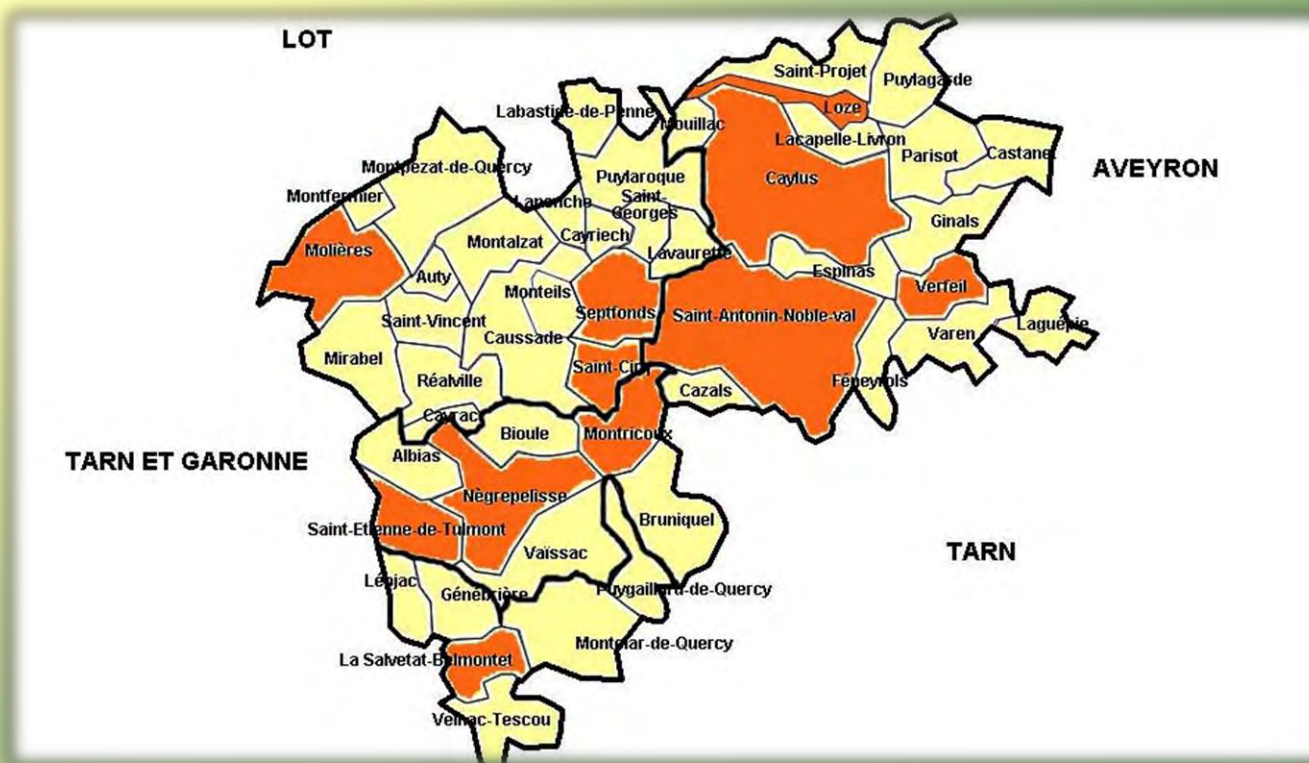 LOT
Saint-Projet
Puylagarde
Loze
Labastide-de-Penne
Mouillac
Lacapelle-Livron
Parisot
Castanet
AVEYRON
Montpezat-de-Quercy
Puylaroque
Caylus
Montfermier
Lapenche
Saint-
Georges
Ginals
Cayriech
Molières
Montalzat
Lavaurette
Auty
Espinas
Monteils
Verfeil
Septfonds
Saint-Antonin-Noble-val
Saint-Vincent
Laguépie
Varen
Caussade
Mirabel
Saint-Cirq
Réalville
Cazals
Féneyrols
Cayrac
Bioule
Montricoux
Albias
TARN ET GARONNE
Nègrepelisse
Bruniquel
Saint-Etienne-de-Tulmont
Vaïssac
TARN
Léojac
Génébrière
Puygaillard-de-Quercy
Montclar-de-Quercy
La Salvetat-Belmontet
Verlhac-Tescou